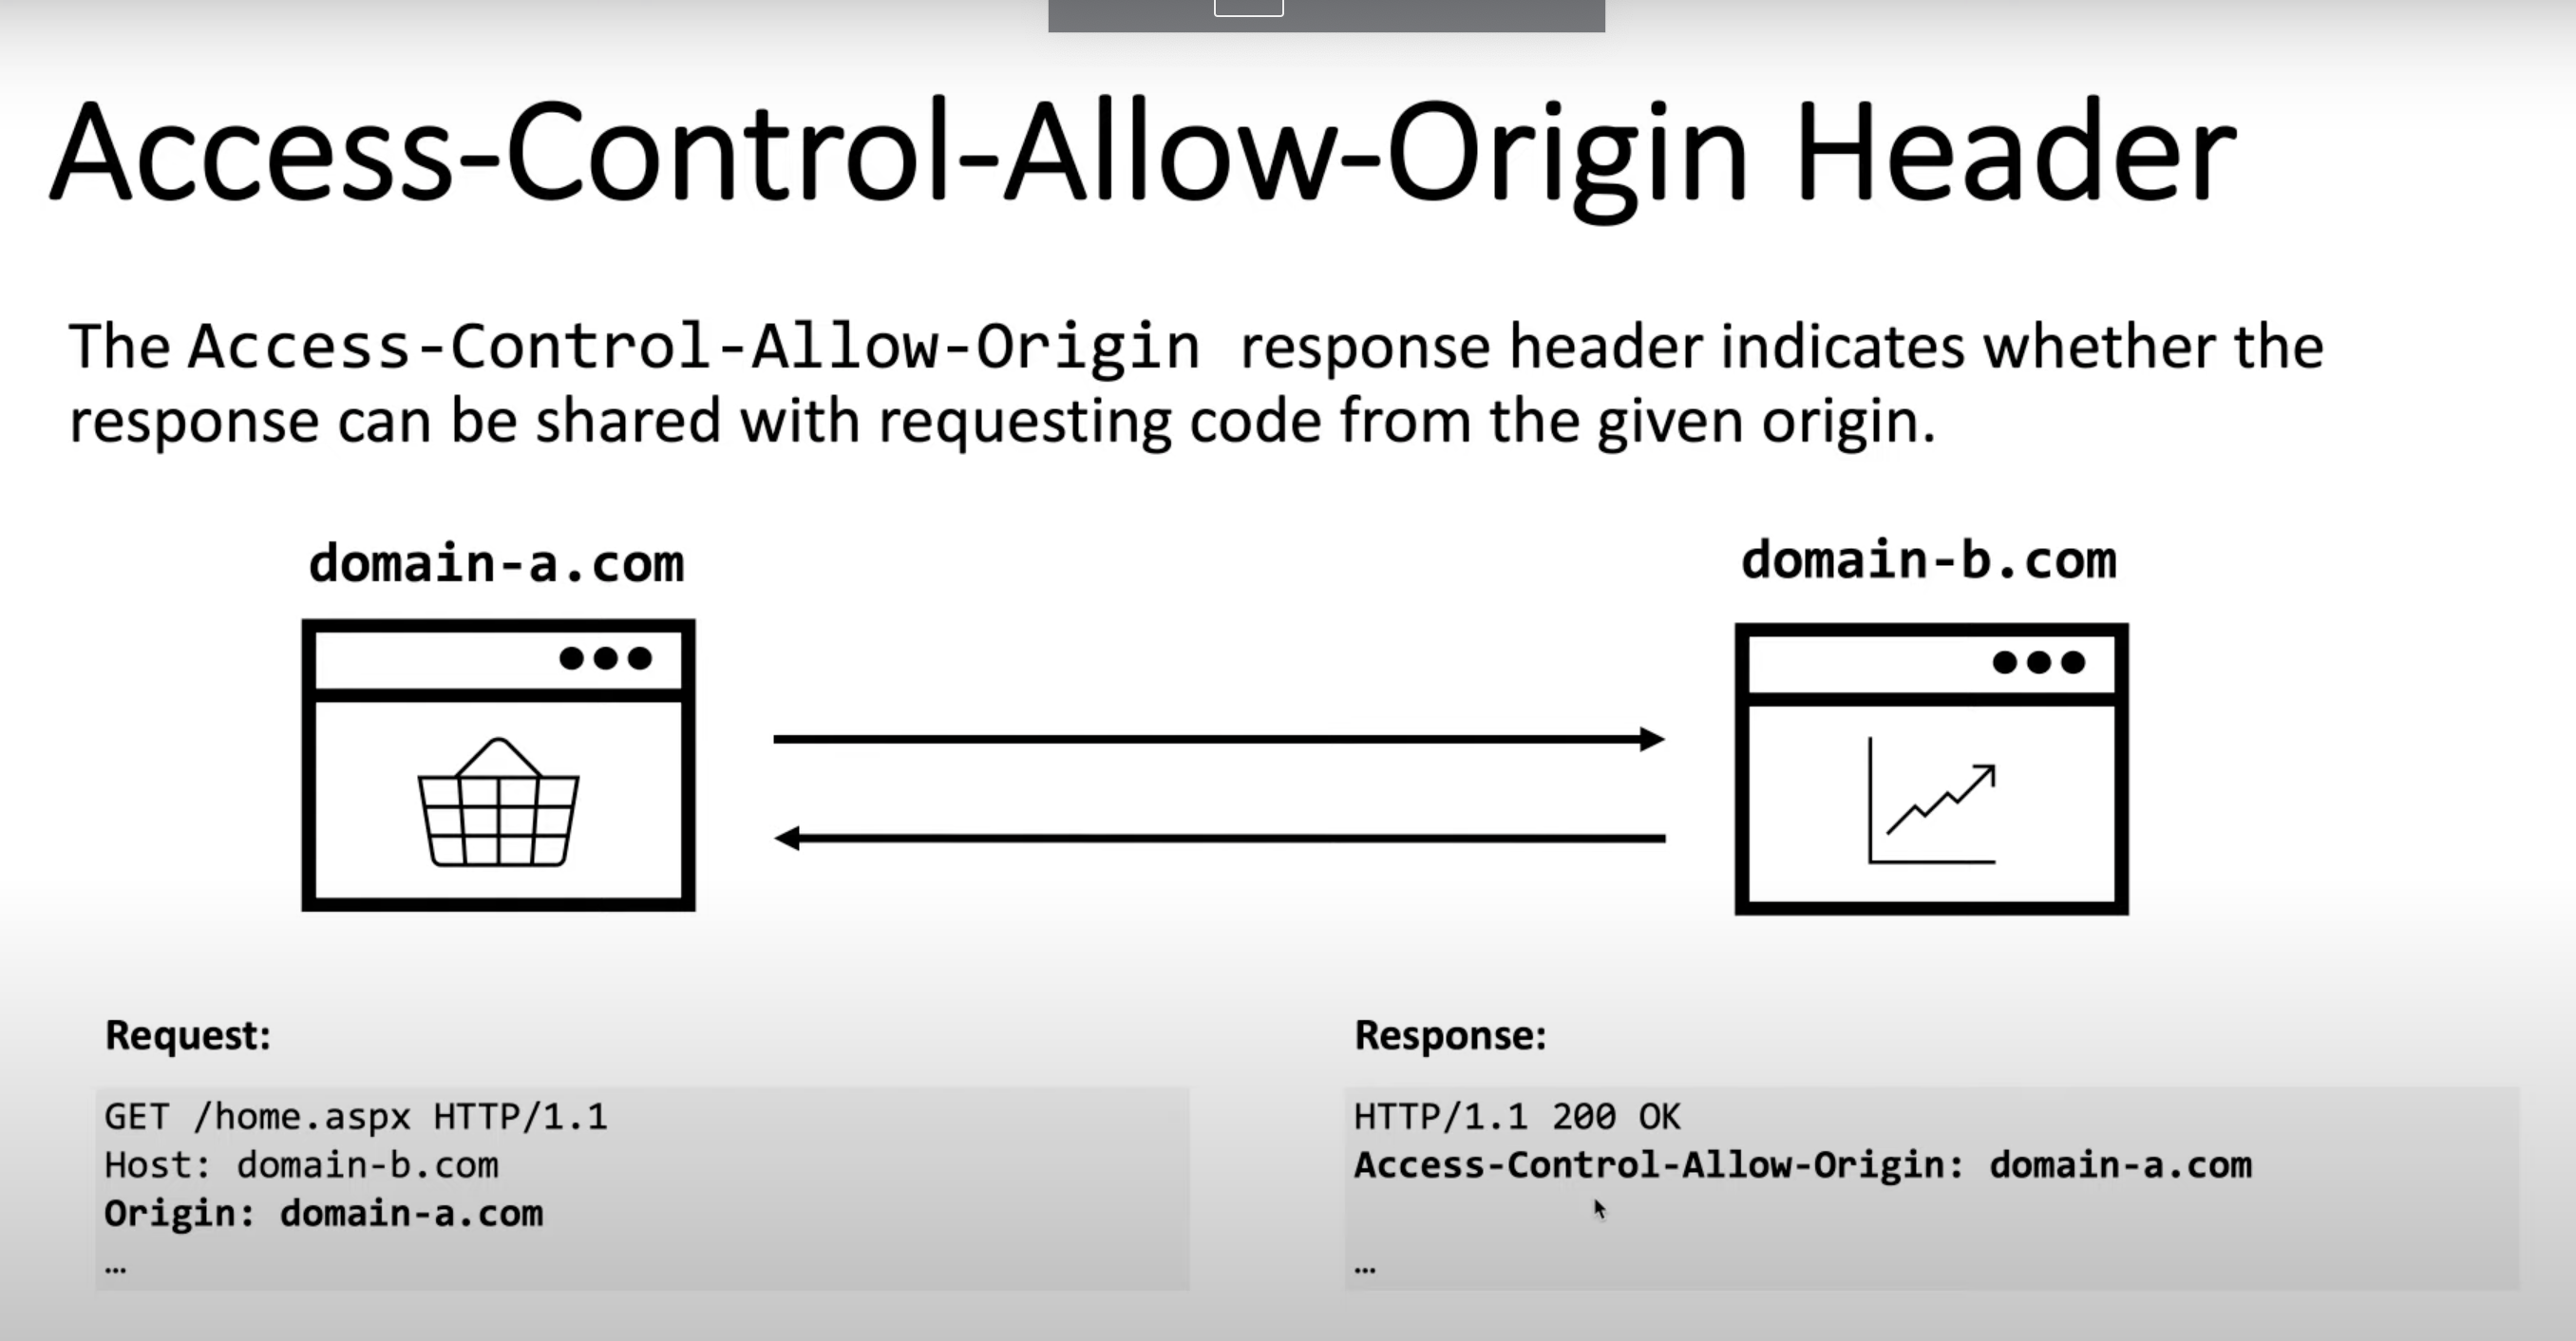 Access-Control-Allow-Origin Header
The Access-Control-Allow-Origin response header indicates whether the
response can be shared with requesting code from the given origin.
domain-a.com
domain-b.com
Request:
GET /home.aspx HTTP/1.1
Host: domain-b.com
Origin: domain-a.com
…
Response:
HTTP/1.1 200 OK
Access-Control-Allow-Origin: domain-a.com
…